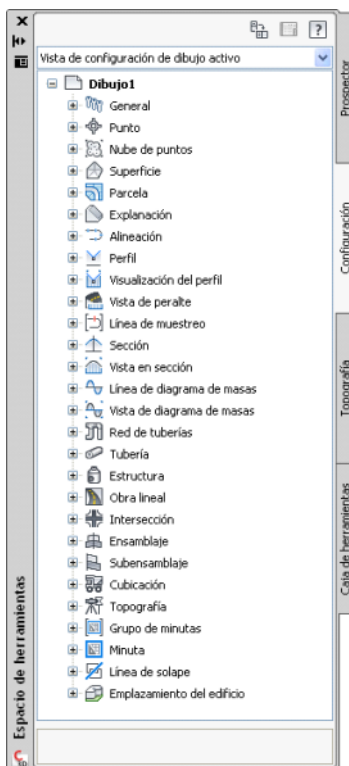 Vista de configuración de dibujo activo
Dibujo1
General
Punto
Nube de puntos
Superficie
Parcela
Explanación
Alineación
Perfil
Visualización del perfil
Vista de peralte
Línea de muestreo
Sección
Vista en sección
Línea de diagrama de masas
Vista de diagrama de masas
Red de tuberías
Tubería
Estructura
Obra lineal
Intersección
Ensamblaje
Subensamblaje
Cubicación
Topografía
Grupo de minutas
Minuta
Línea de solape
Emplazamiento del edificio
Prospector
Configuración
Topografía
Caja de herramientas
Espacio de herramientas